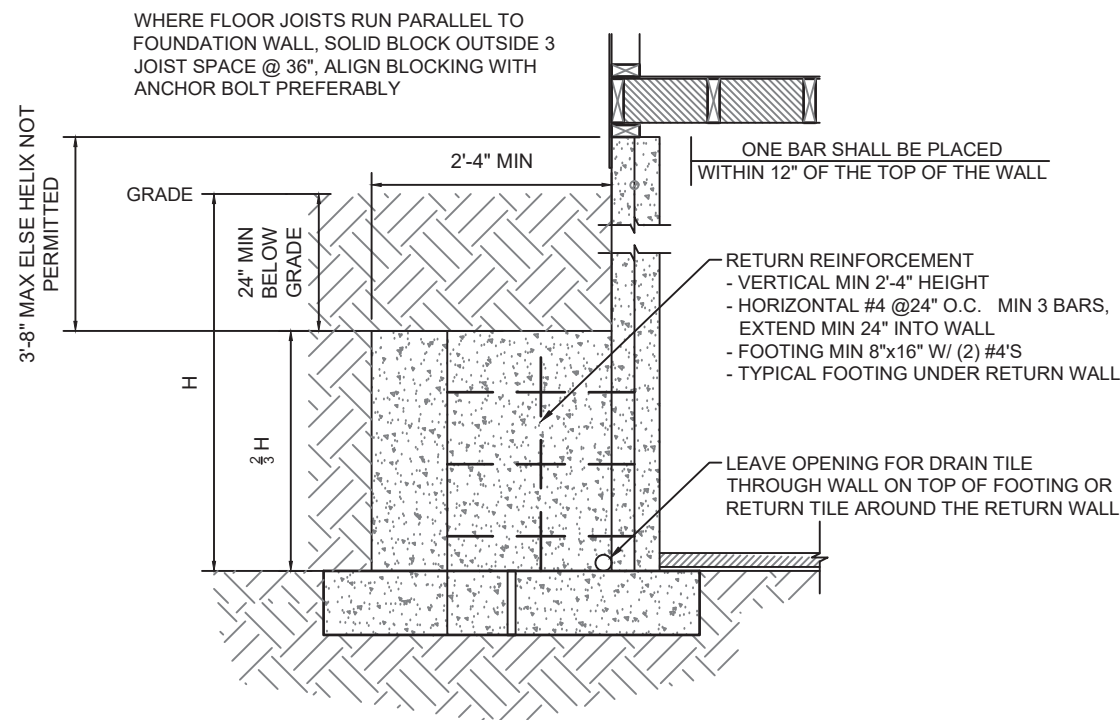 WHERE FLOOR JOISTS RUN PARALLEL TO
FOUNDATION WALL, SOLID BLOCK OUTSIDE 3
JOIST SPACE @ 36", ALIGN BLOCKING WITH
ANCHOR BOLT PREFERABLY
3'-8" MAX ELSE HELIX NOT
PERMITTED
2'-4" MIN
ONE BAR SHALL BE PLACED
WITHIN 12" OF THE TOP OF THE WALL
GRADE
24" MIN
BELOW
GRADE
RETURN REINFORCEMENT
- VERTICAL MIN 2'-4" HEIGHT
- HORIZONTAL #4 @24" O.C. MIN 3 BARS,
EXTEND MIN 24" INTO WALL
- FOOTING MIN 8"x16" W/ (2) #4'S
- TYPICAL FOOTING UNDER RETURN WALL
H
2/3 H
LEAVE OPENING FOR DRAIN TILE
THROUGH WALL ON TOP OF FOOTING OR
RETURN TILE AROUND THE RETURN WALL